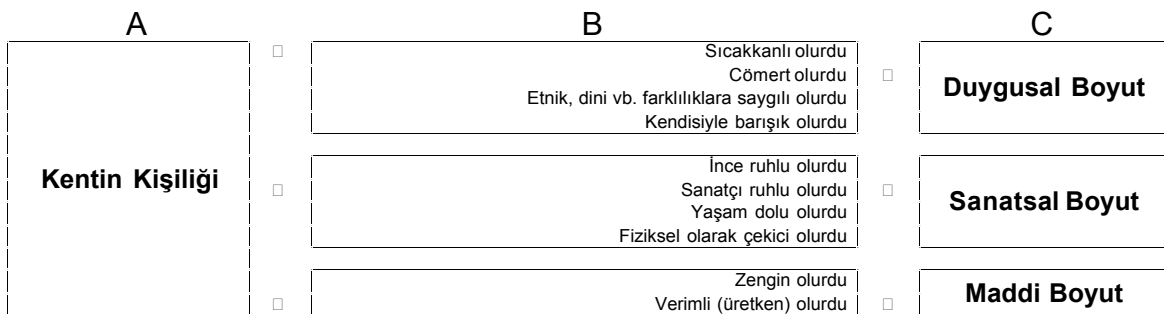 A B C
Kentin Kişiliği
Sıcakkanlı olurdu
Cömert olurdu
Etnik, dini vb. farklılıklara saygılı olurdu
Kendisiyle barışık olurdu
Duygusal Boyut
İnce ruhlu olurdu
Sanatçı ruhlu olurdu
Yaşam dolu olurdu
Fiziksel olarak çekici olurdu
Sanatsal Boyut
Zengin olurdu
Verimli (üretken) olurdu
Maddi Boyut